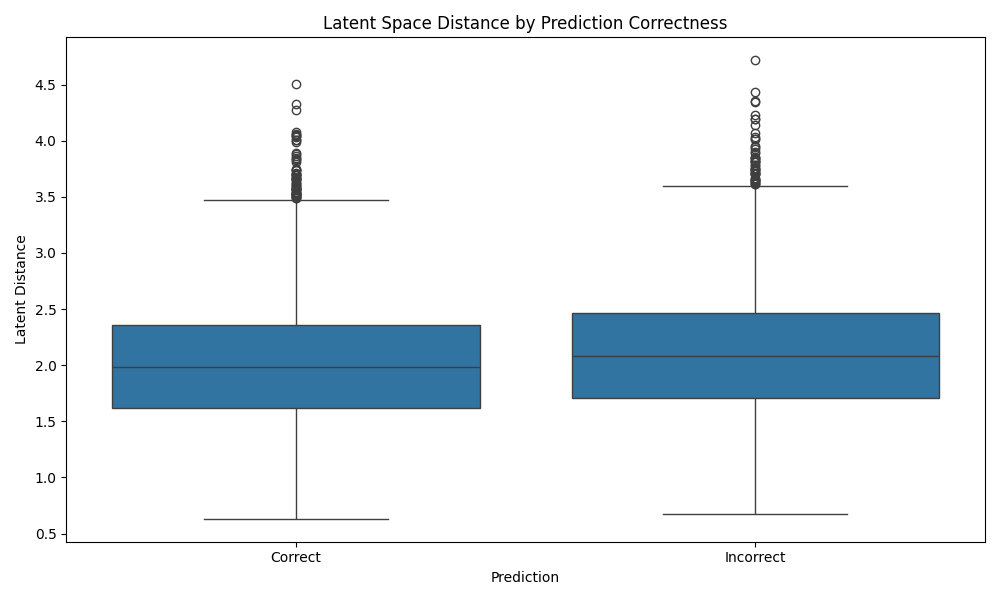 Latent Space Distance by Prediction Correctness
Latent Distance
4.5
4.0
3.5
3.0
2.5
2.0
1.5
1.0
0.5
Correct
Incorrect
Prediction